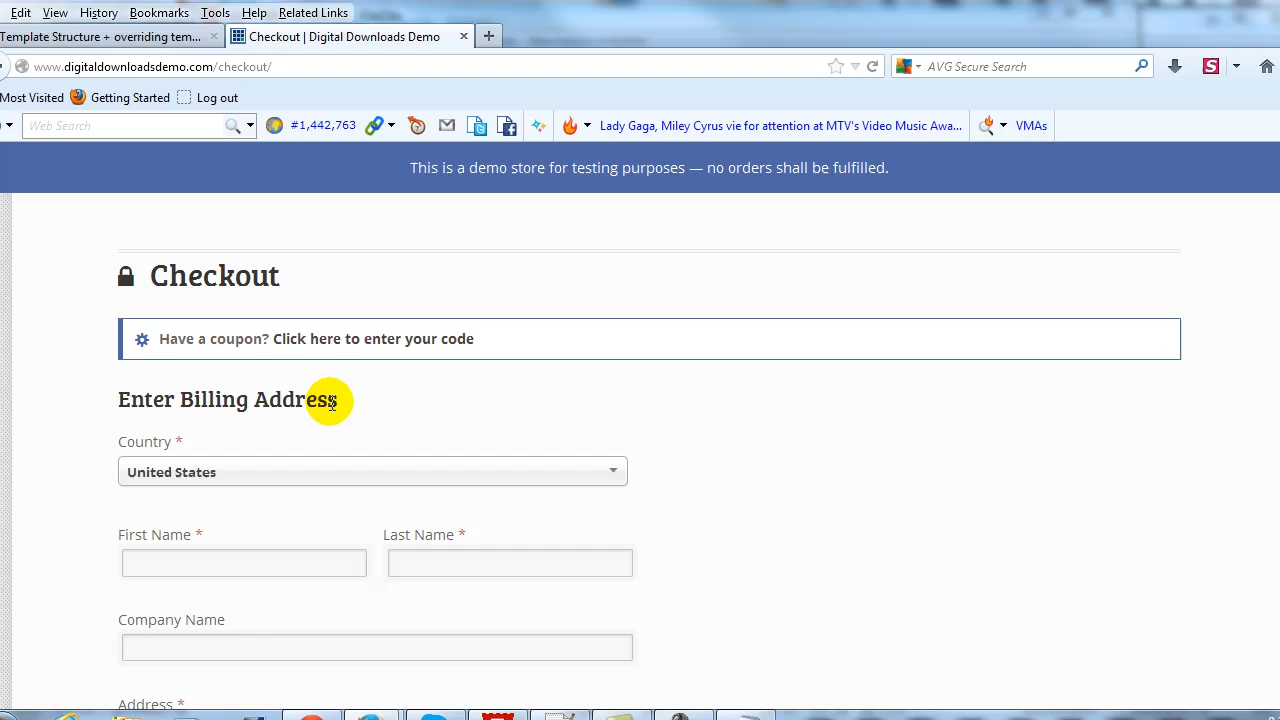 Edit View History Bookmarks Tools Help Related Links
Template Structure + overriding tem... Checkout | Digital Downloads Demo
www.digitaldownloadsdemo.com/checkout/ AVG Secure Search
Most Visited Getting Started Log out
Web Search #1,442,763 Lady Gaga, Miley Cyrus vie for attention at MTV's Video Music Awa... VMAs
This is a demo store for testing purposes — no orders shall be fulfilled.
Checkout
Have a coupon? Click here to enter your code
Enter Billing Address
Country *
United States
First Name * Last Name *
Company Name
Address *